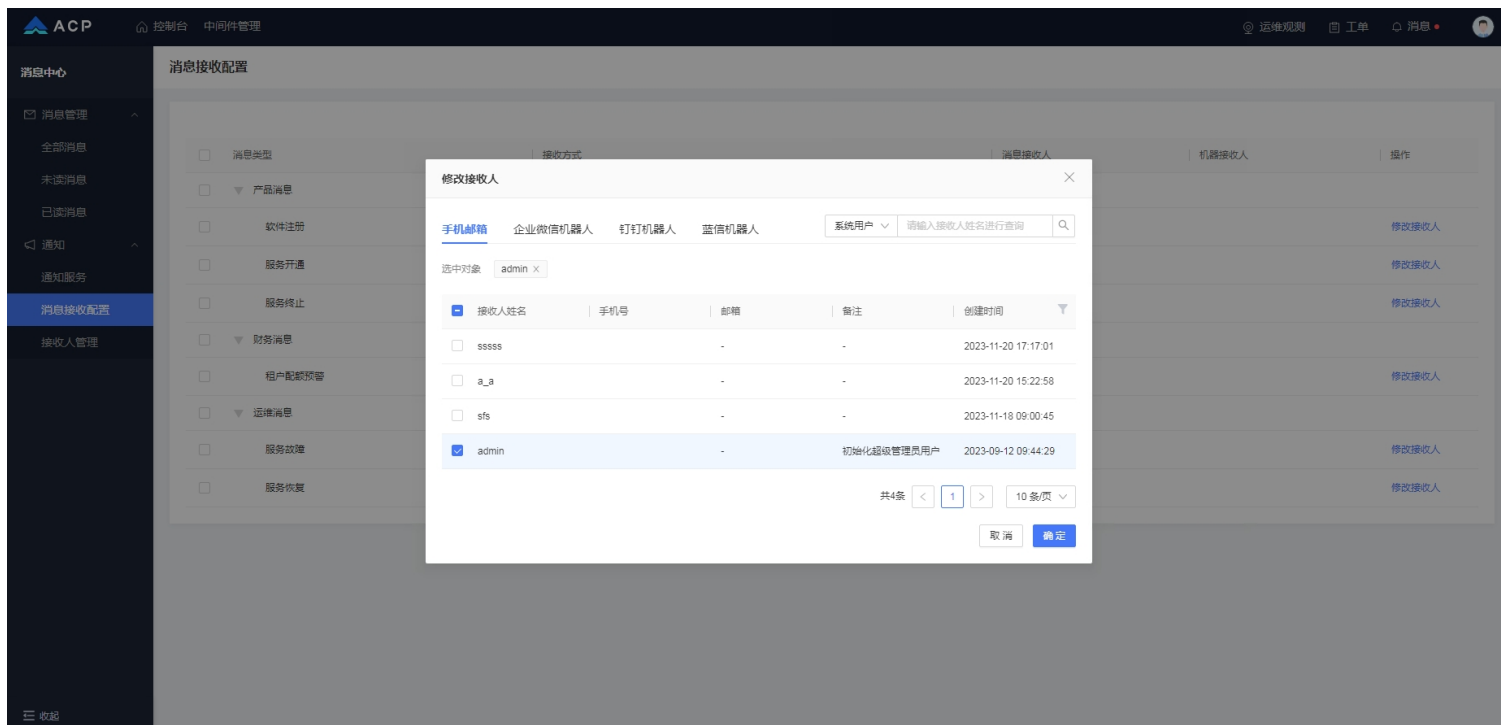 ACP 控制台 中间件管理 运维观测 工单 消息
消息中心
消息接收配置
消息管理
全部消息
未读消息
已读消息
通知
通知服务
消息接收配置
接收人管理
收起
消息类型 接收方式 消息接收人 机器接收人 操作
产品消息
软件注册 修改接收人
服务开通 修改接收人
服务终止 修改接收人
财务消息
租户配额预警 修改接收人
运维消息
服务故障 修改接收人
服务恢复 修改接收人
修改接收人
手机邮箱 企业微信机器人 钉钉机器人 蓝信机器人 系统用户 请输入接收人姓名进行查询
选中对象 admin ×
接收人姓名 手机号 邮箱 备注 创建时间
sssss - - 2023-11-20 17:17:01
a_a - - 2023-11-20 15:22:58
sfs - - 2023-11-18 09:00:45
admin - 初始化超级管理员用户 2023-09-12 09:44:29
共4条 < 1 > 10 条/页
取消 确定